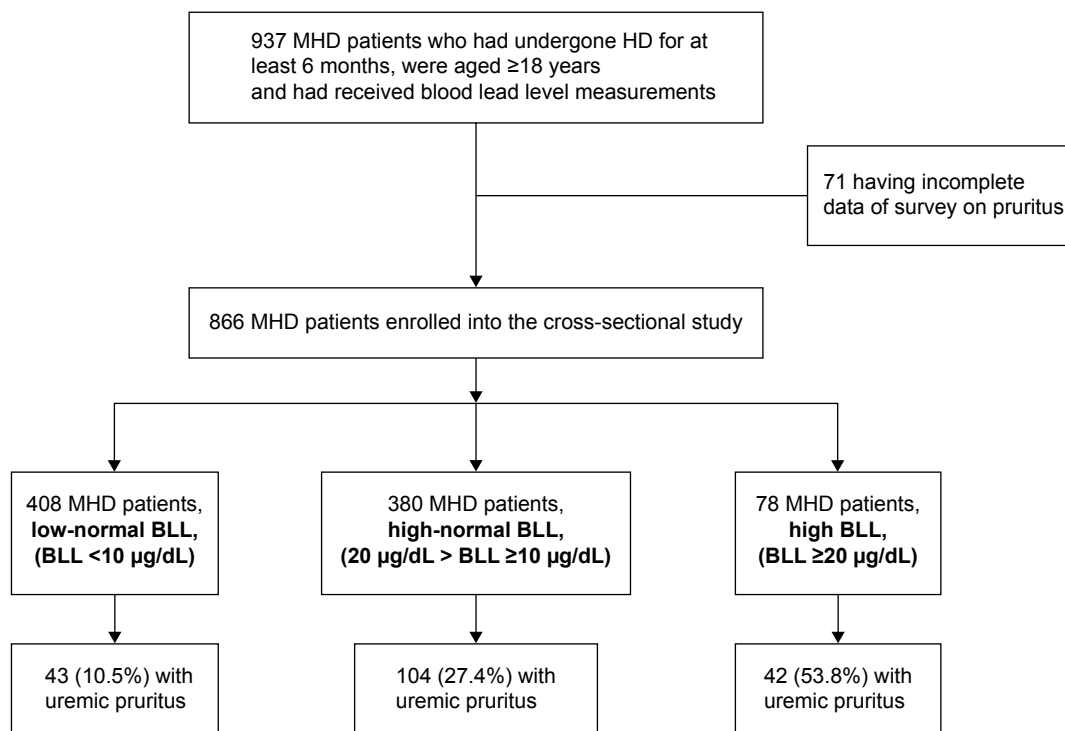 937 MHD patients who had undergone HD for at
least 6 months, were aged ≥18 years
and had received blood lead level measurements
71 having incomplete
data of survey on pruritus
866 MHD patients enrolled into the cross-sectional study
408 MHD patients,
low-normal BLL,
(BLL <10 µg/dL)
380 MHD patients,
high-normal BLL,
(20 µg/dL > BLL ≥10 µg/dL)
78 MHD patients,
high BLL,
(BLL ≥20 µg/dL)
43 (10.5%) with
uremic pruritus
104 (27.4%) with
uremic pruritus
42 (53.8%) with
uremic pruritus